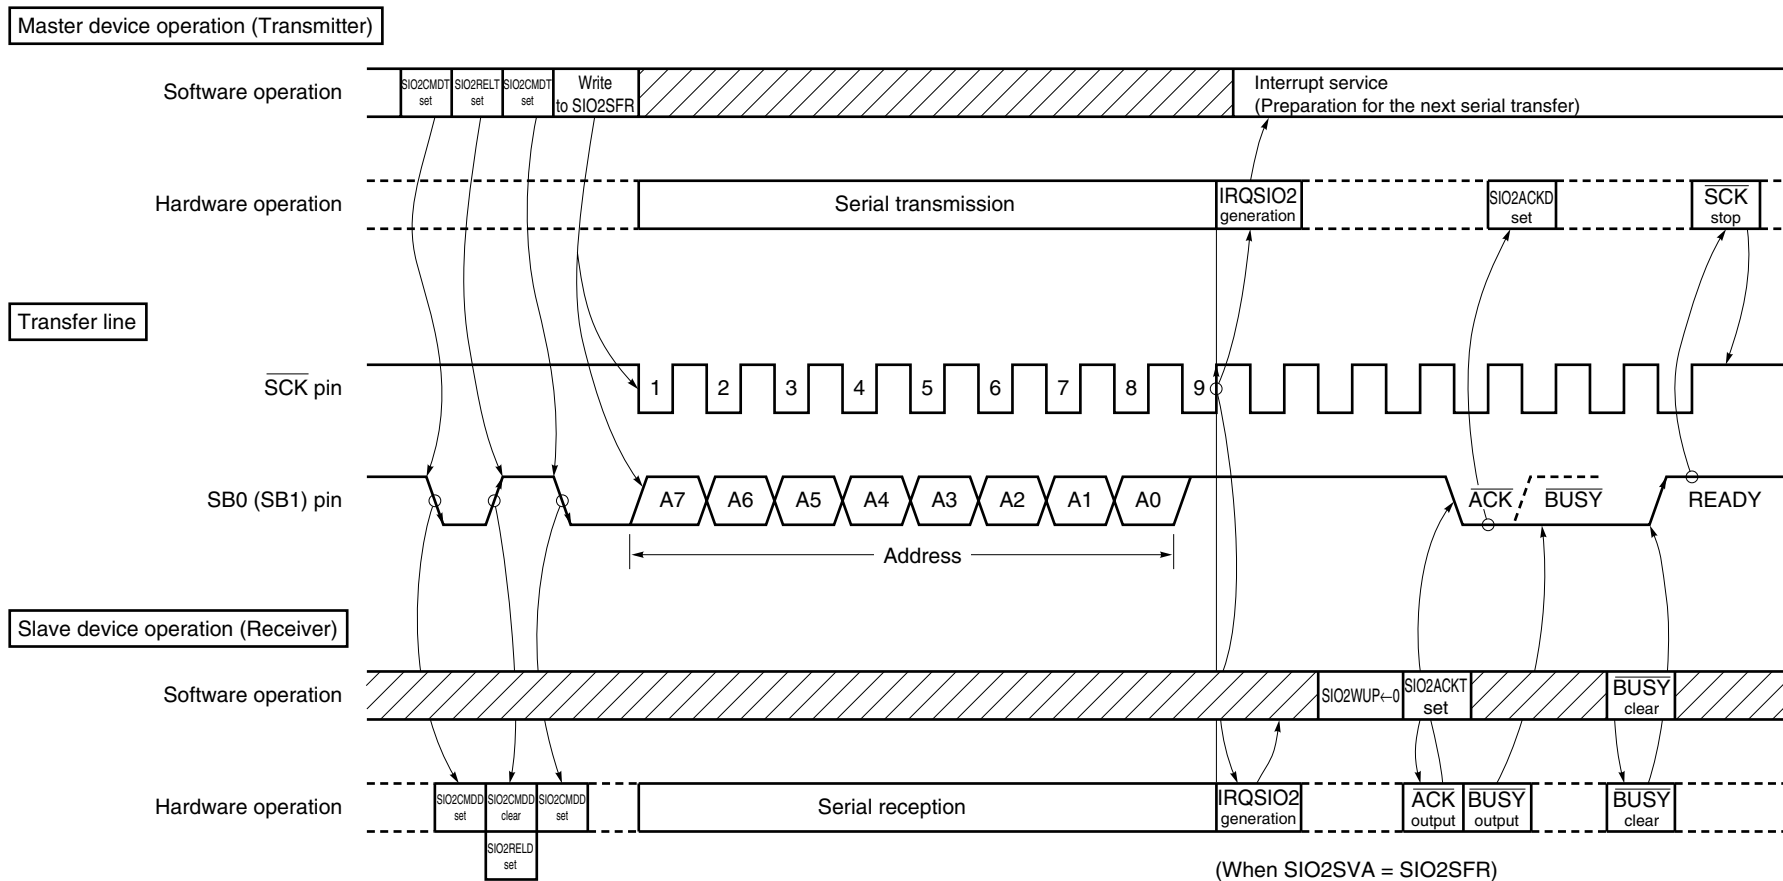 Master device operation (Transmitter)
Software operation
SIO2CMDT
set
SIO2RELT
set
SIO2CMDT
set
Write
to SIO2SFR
Interrupt service
(Preparation for the next serial transfer)
Hardware operation
Serial transmission
IRQSIO2
generation
SIO2ACKD
set
SCK
stop
Transfer line
SCK pin
1 2 3 4 5 6 7 8 9
SB0 (SB1) pin
A7 A6 A5 A4 A3 A2 A1 A0
ACK
BUSY
READY
Address
Slave device operation (Receiver)
Software operation
SIO2WUP←0
SIO2ACKT
set
BUSY
clear
Hardware operation
SIO2CMDD
set
SIO2CMDD
clear
SIO2CMDD
set
SIO2RELD
set
Serial reception
IRQSIO2
generation
ACK
output
BUSY
output
BUSY
clear
(When SIO2SVA = SIO2SFR)